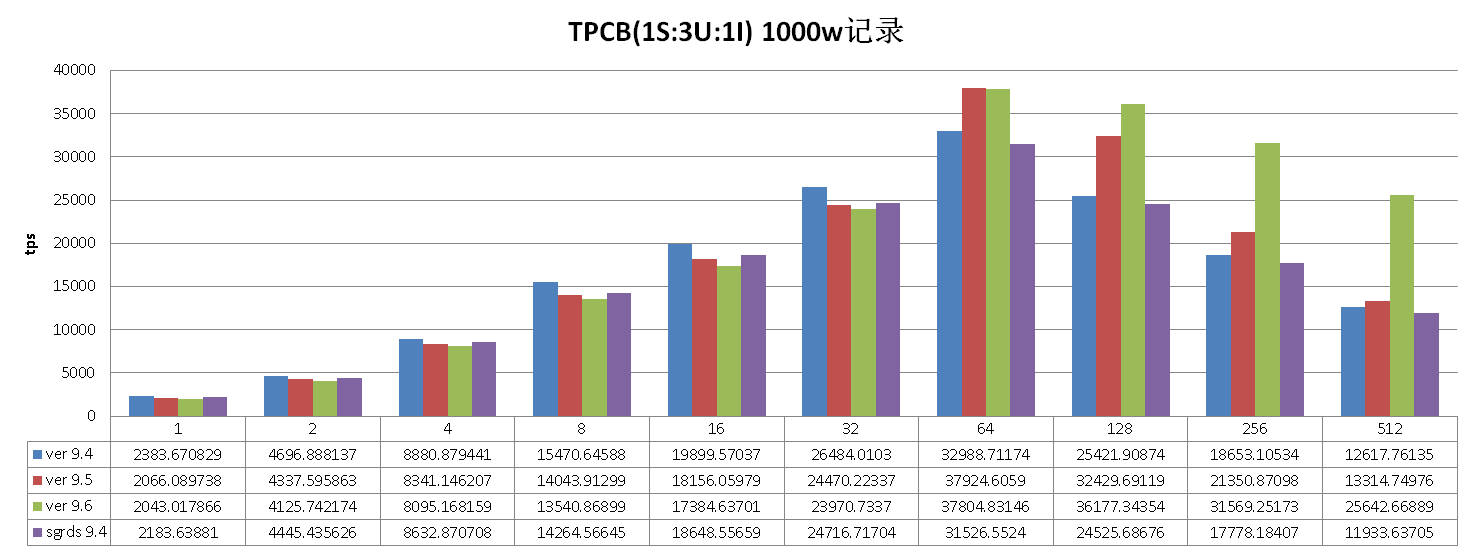 TPCB(1S:3U:1I) 1000w记录
40000
35000
30000
25000
20000
15000
10000
5000
0
tps
1 2 4 8 16 32 64 128 256 512
ver 9.4 2383.670829 4696.888137 8880.879441 15470.64588 19899.57037 26484.0103 32988.71174 25421.90874 18653.10534 12617.76135
ver 9.5 2066.089738 4337.595863 8341.146207 14043.91299 18156.05979 24470.22337 37924.6059 32429.69119 21350.87098 13314.74976
ver 9.6 2043.017866 4125.742174 8095.168159 13540.86899 17384.63701 23970.7337 37804.83146 36177.34354 31569.25173 25642.66889
sgrds 9.4 2183.63881 4445.435626 8632.870708 14264.56645 18648.55659 24716.71704 31526.5524 24525.68676 17778.18407 11933.63705